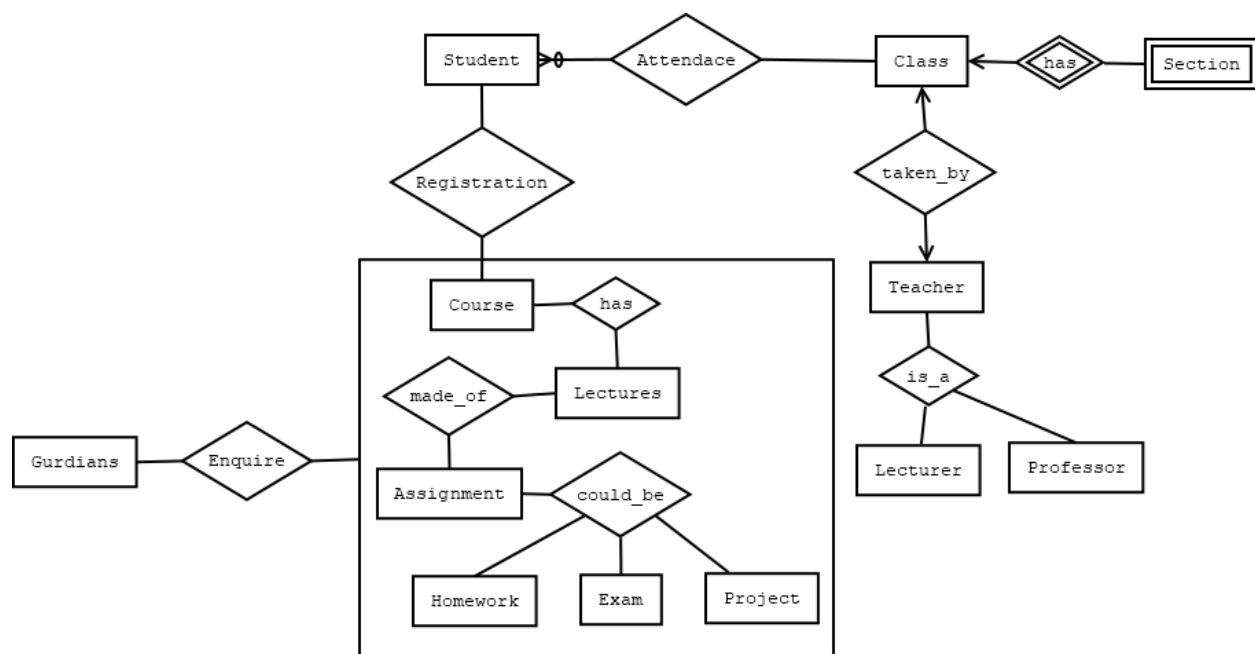 Student
Attendace
Class
has
Section
Registration
taken_by
Course
has
Teacher
made_of
Lectures
is_a
Gurdians
Enquire
Assignment
could_be
Lecturer
Professor
Homework
Exam
Project